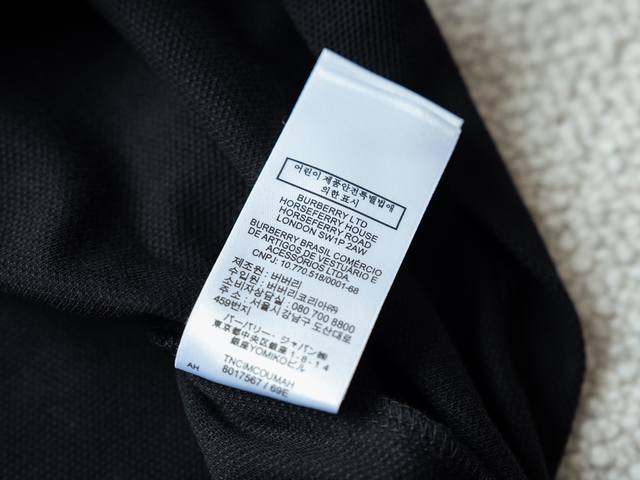 어린이 제품안전특별법에
의한 표시
BURBERRY LTD
HORSEFERRY HOUSE
HORSEFERRY ROAD
LONDON SW1P 2AW
BURBERRY BRASIL COMÉRCIO
DE ARTIGOS DE VESTUÁRIO E
ACESSÓRIOS LTDA.
CNPJ: 10.770.518/0001-68
제조원 : 버버리
수입원 : 버버리코리아㈜
소비자상담실 : 080 700 8800
주소 : 서울시강남구 도산대로
459번지
バーバリー・ジャパン㈱
東京都中央区銀座 1-8-14
銀座YOMIKOビル
AH
TNCIMCOUMAH
8017567 / 69E